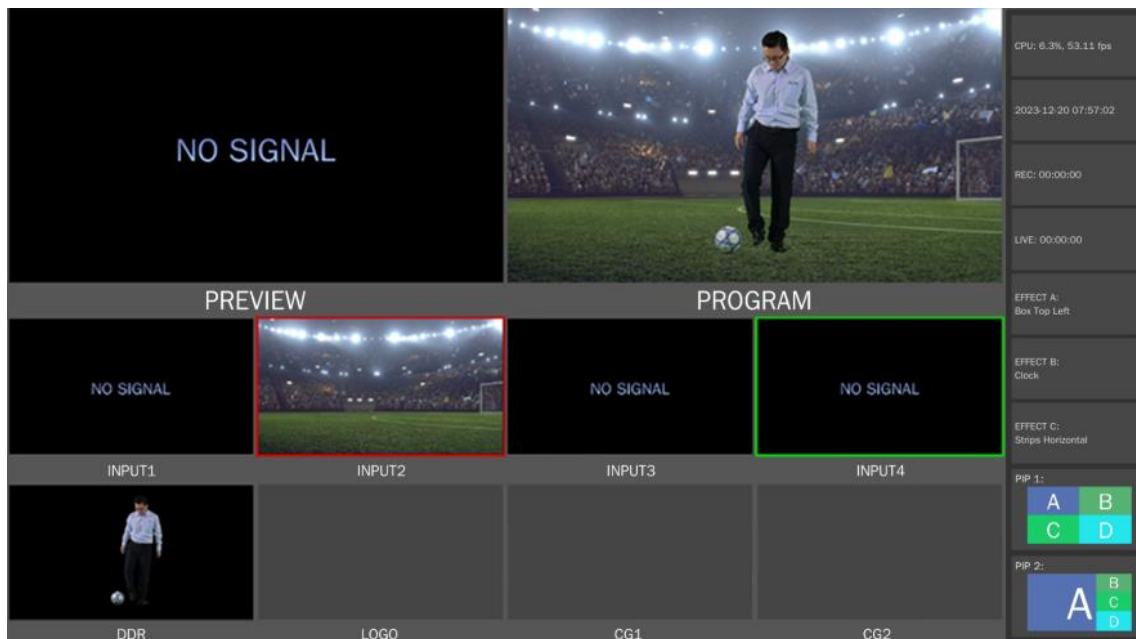 NO SIGNAL
PREVIEW
PROGRAM
NO SIGNAL
NO SIGNAL
NO SIGNAL
INPUT1
INPUT2
INPUT3
INPUT4
DDR
LOGO
CG1
CG2
CPU: 6.3%, 53.11 fps
2023-12-20 07:57:02
REC: 00:00:00
LIVE: 00:00:00
EFFECT A:
Box Top Left
EFFECT B:
Clock
EFFECT C:
Strips Horizontal
PIP 1:
A B
C D
PIP 2:
A
B
C
D